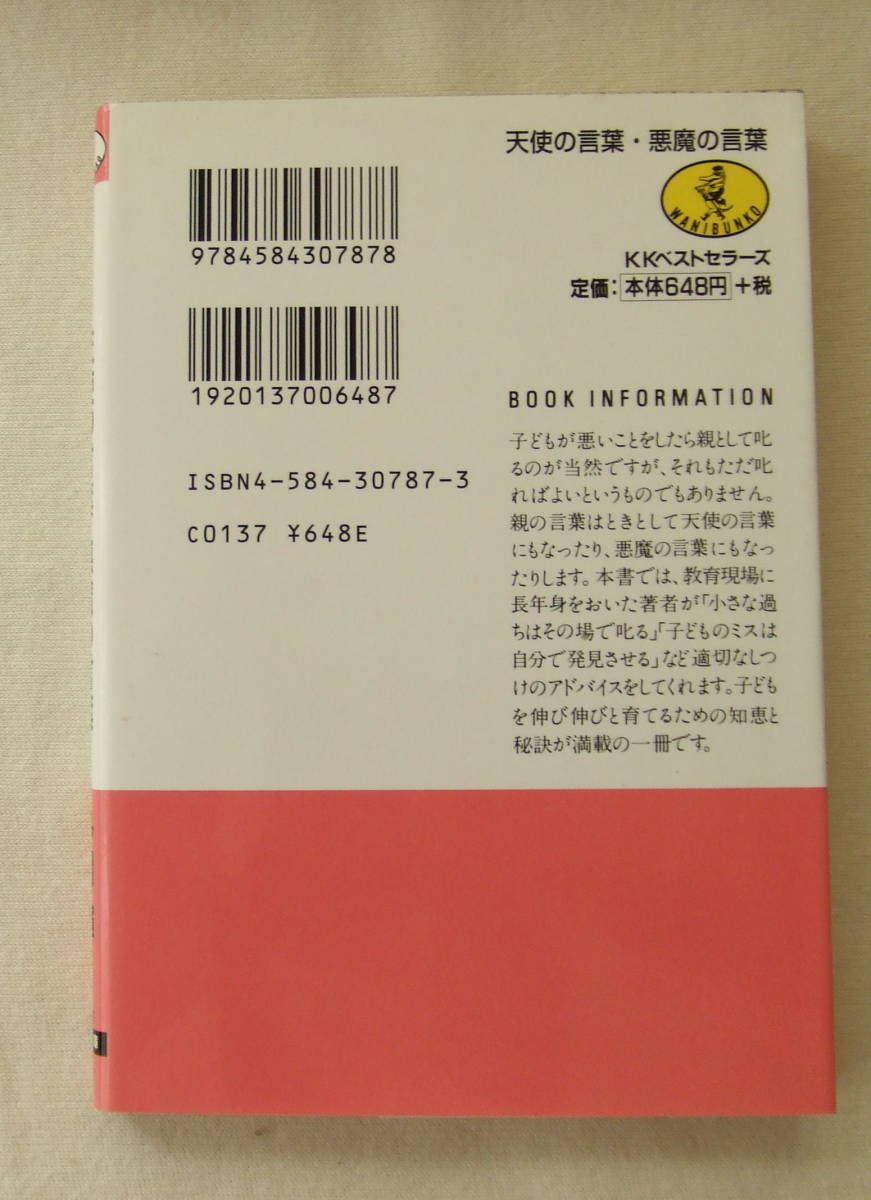 天使の言葉・悪魔の言葉
WANIBUNKO
KKベストセラーズ
定価：本体648円+税
9784584307878
1920137006487
ISBN4-584-30787-3
C0137 ¥648E
BOOK INFORMATION
子どもが悪いことをしたら親として叱
るのが当然ですが、それもただ叱
ればよいというものでもありません。
親の言葉はときとして天使の言葉
にもなったり、悪魔の言葉にもなっ
たりします。本書では、教育現場に
長年身をおいた著者が「小さな過
ちはその場で叱る」「子どものミスは
自分で発見させる」など適切なしつ
けのアドバイスをしてくれます。子ども
を伸び伸びと育てるための知恵と
秘訣が満載の一冊です。